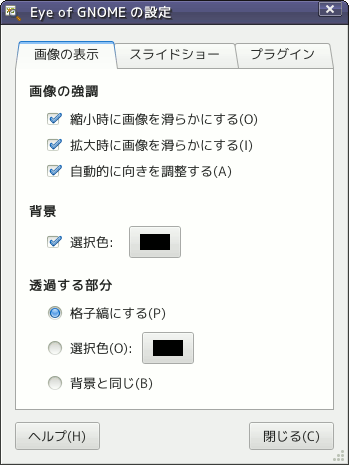 Eye of GNOME の設定
画像の表示 スライドショー プラグイン
画像の強調
縮小時に画像を滑らかにする(O)
拡大時に画像を滑らかにする(I)
自動的に向きを調整する(A)
背景
選択色:
透過する部分
格子縞にする(P)
選択色(O):
背景と同じ(B)
ヘルプ(H) 閉じる(C)